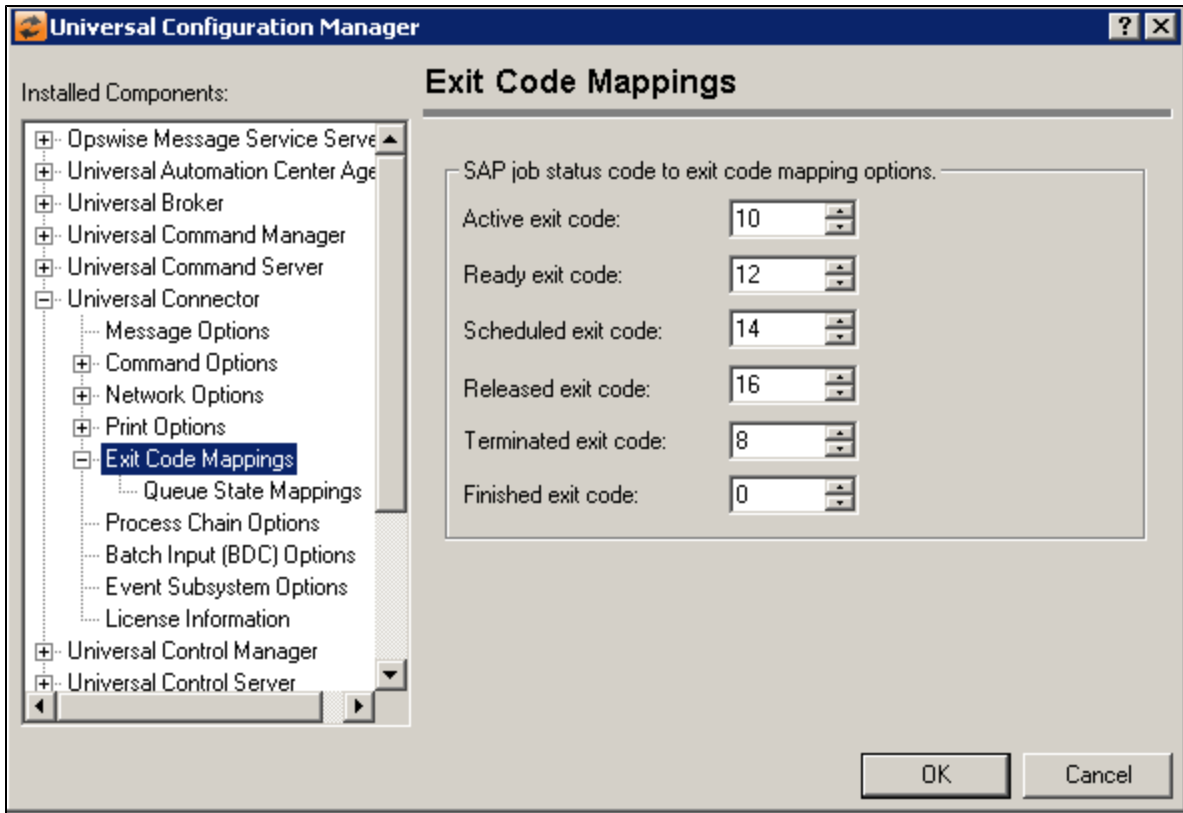 Universal Configuration Manager
Installed Components:
Opswise Message Service Serve
Universal Automation Center Age
Universal Broker
Universal Command Manager
Universal Command Server
Universal Connector
Message Options
Command Options
Network Options
Print Options
Exit Code Mappings
Queue State Mappings
Process Chain Options
Batch Input (BDC) Options
Event Subsystem Options
License Information
Universal Control Manager
Universal Control Server
Exit Code Mappings
SAP job status code to exit code mapping options.
Active exit code: 10
Ready exit code: 12
Scheduled exit code: 14
Released exit code: 16
Terminated exit code: 8
Finished exit code: 0
OK Cancel